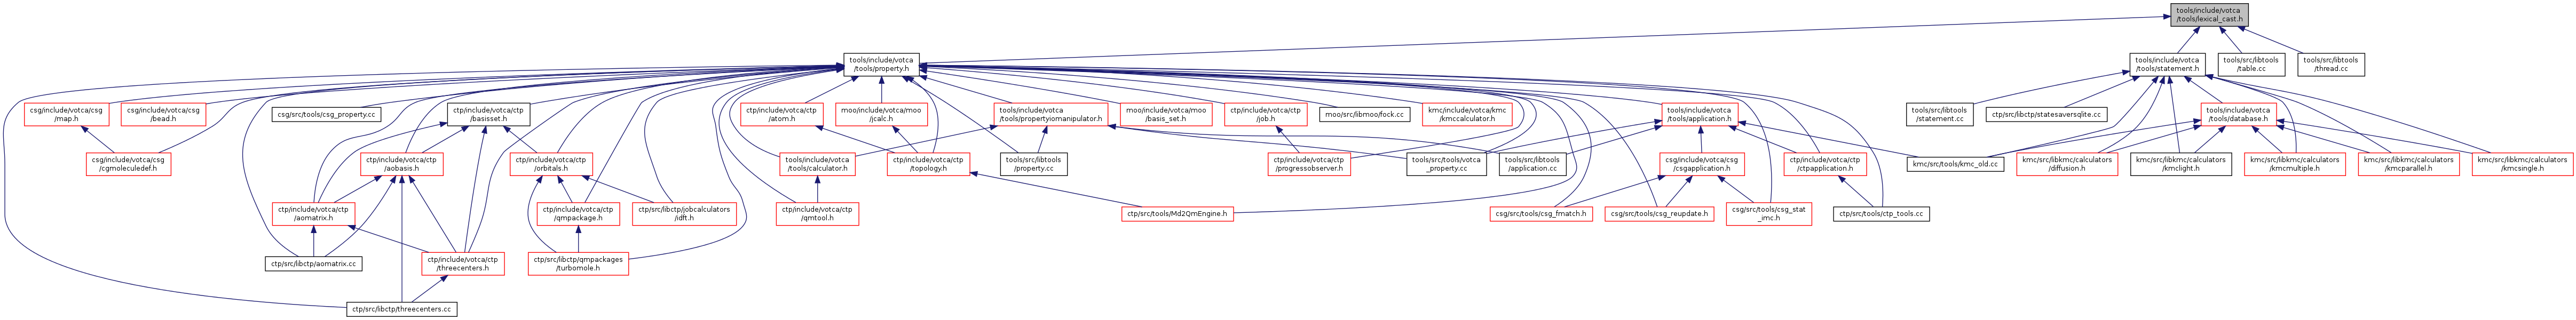 tools/include/votca
/tools/lexical_cast.h
tools/include/votca
/tools/property.h
tools/include/votca
/tools/statement.h
tools/src/libtools
/table.cc
tools/src/libtools
/thread.cc
csg/include/votca/csg
/map.h
csg/include/votca/csg
/bead.h
csg/src/tools/csg_property.cc
ctp/include/votca/ctp
/basisset.h
ctp/include/votca/ctp
/atom.h
moo/include/votca/moo
/jcalc.h
tools/include/votca
/tools/propertyiomanipulator.h
moo/include/votca/moo
/basis_set.h
ctp/include/votca/ctp
/job.h
moo/src/libmoo/fock.cc
kmc/include/votca/kmc
/kmccalculator.h
tools/include/votca
/tools/application.h
tools/src/libtools
/statement.cc
ctp/src/libctp/statesaversqlite.cc
tools/include/votca
/tools/database.h
csg/include/votca/csg
/cgmoleculedef.h
ctp/include/votca/ctp
/aobasis.h
ctp/include/votca/ctp
/orbitals.h
tools/include/votca
/tools/calculator.h
ctp/include/votca/ctp
/topology.h
tools/src/libtools
/property.cc
ctp/include/votca/ctp
/progressobserver.h
tools/src/tools/votca
_property.cc
tools/src/libtools
/application.cc
csg/include/votca/csg
/csgapplication.h
ctp/include/votca/ctp
/ctpapplication.h
kmc/src/tools/kmc_old.cc
kmc/src/libkmc/calculators
/diffusion.h
kmc/src/libkmc/calculators
/kmclight.h
kmc/src/libkmc/calculators
/kmcmultiple.h
kmc/src/libkmc/calculators
/kmcparallel.h
kmc/src/libkmc/calculators
/kmcsingle.h
ctp/include/votca/ctp
/aomatrix.h
ctp/include/votca/ctp
/qmpackage.h
ctp/src/libctp/jobcalculators
/idft.h
ctp/include/votca/ctp
/qmtool.h
ctp/src/tools/Md2QmEngine.h
csg/src/tools/csg_fmatch.h
csg/src/tools/csg_reupdate.h
csg/src/tools/csg_stat
_imc.h
ctp/src/tools/ctp_tools.cc
ctp/src/libctp/aomatrix.cc
ctp/include/votca/ctp
/threecenters.h
ctp/src/libctp/qmpackages
/turbomole.h
ctp/src/libctp/threecenters.cc